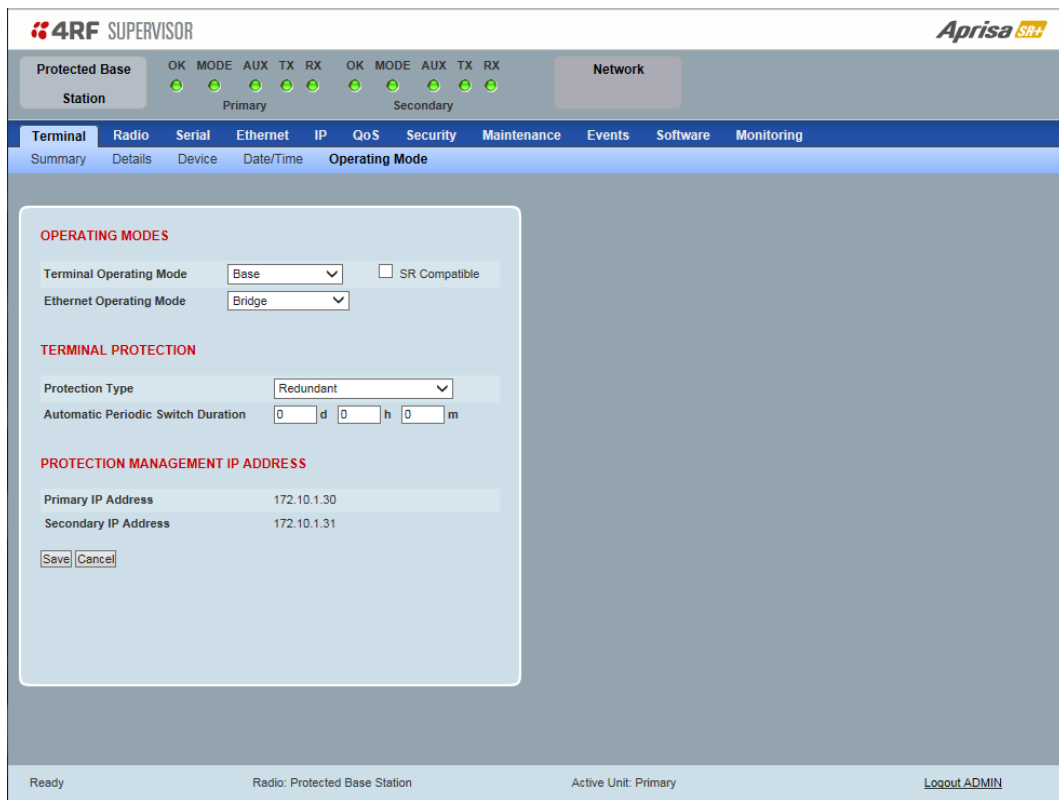 4RF SUPERVISOR
Aprisa SR+
Protected Base Station
OK MODE AUX TX RX
Primary
OK MODE AUX TX RX
Secondary
Network
Terminal Radio Serial Ethernet IP QoS Security Maintenance Events Software Monitoring
Summary Details Device Date/Time Operating Mode
OPERATING MODES
Terminal Operating Mode Base SR Compatible
Ethernet Operating Mode Bridge
TERMINAL PROTECTION
Protection Type Redundant
Automatic Periodic Switch Duration 0 d 0 h 0 m
PROTECTION MANAGEMENT IP ADDRESS
Primary IP Address 172.10.1.30
Secondary IP Address 172.10.1.31
Save Cancel
Ready Radio: Protected Base Station Active Unit: Primary Logout ADMIN